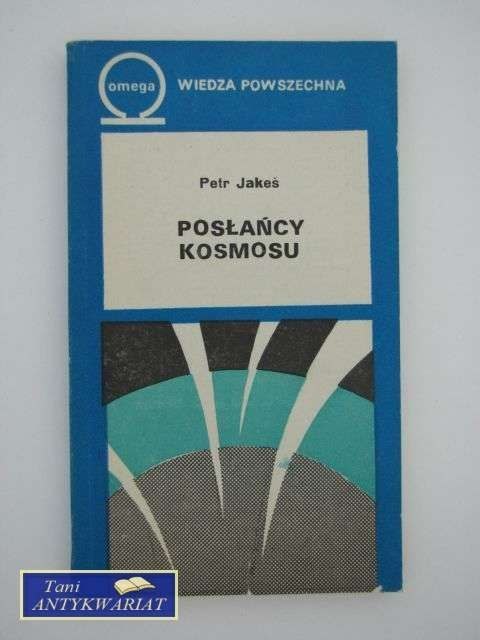 omega
WIEDZA POWSZECHNA
Petr Jakeš
POSŁAŃCY
KOSMOSU
Tani
ANTYKWARIAT